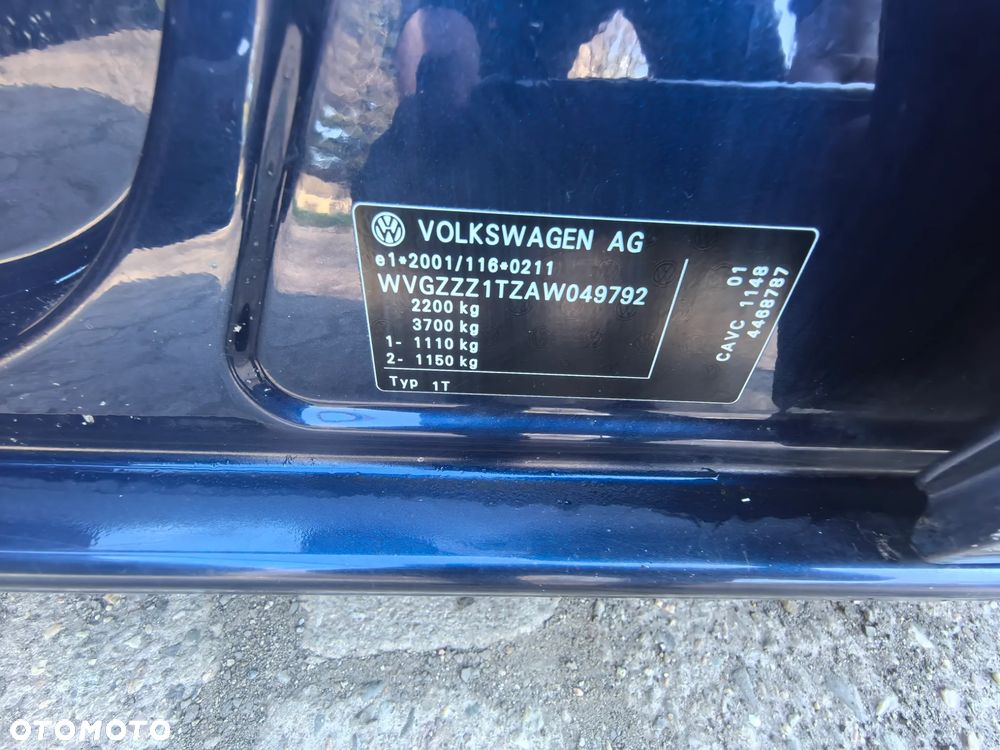 VOLKSWAGEN AG
e1*2001/116*0211
WVGZZZ1TZAW049792
2200 kg
3700 kg
1- 1110 kg
2- 1150 kg
Typ 1T
01
CAVC 1148
4468787
OTOMOTO